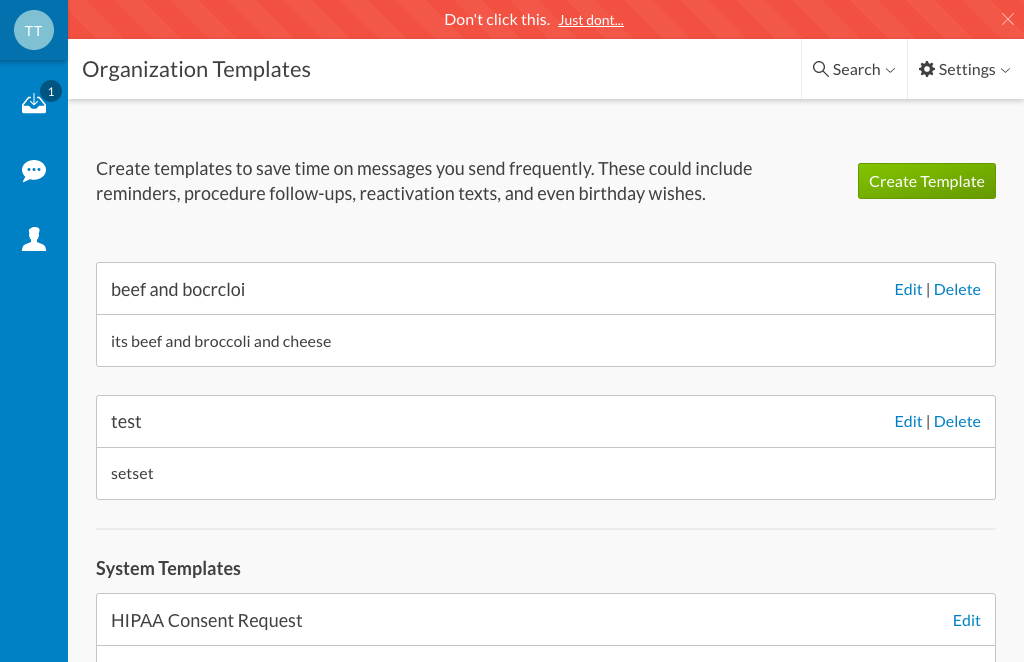 TT
Don't click this. Just dont...
1
Organization Templates
Search
Settings
Create templates to save time on messages you send frequently. These could include
reminders, procedure follow-ups, reactivation texts, and even birthday wishes.
Create Template
beef and bocrcloi
Edit | Delete
its beef and broccoli and cheese
test
Edit | Delete
setset
System Templates
HIPAA Consent Request
Edit